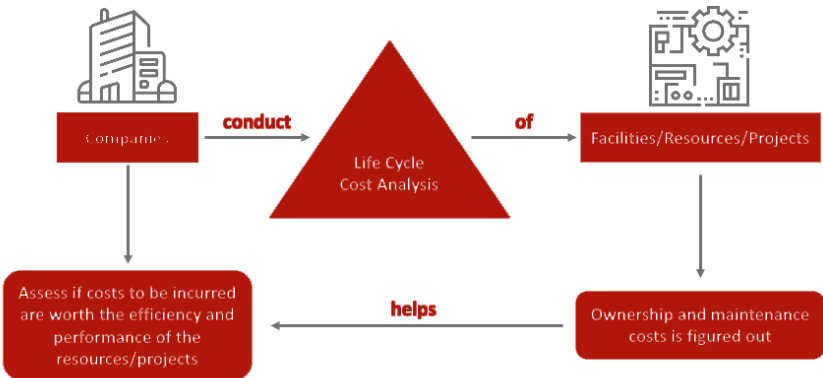 Companies
conduct
Life Cycle
Cost Analysis
of
Facilities/Resources/Projects
Assess if costs to be incurred
are worth the efficiency and
performance of the
resources/projects
helps
Ownership and maintenance
costs is figured out